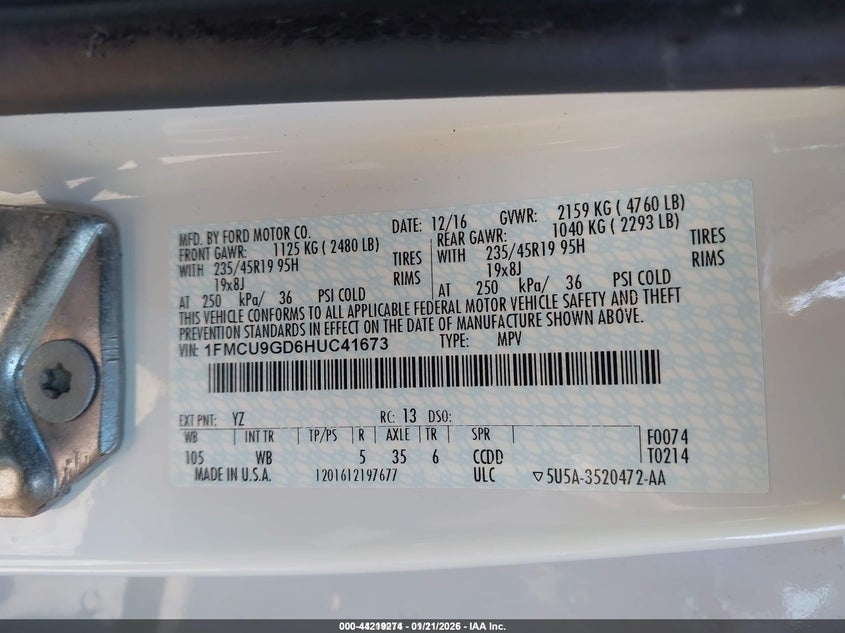 MFD. BY FORD MOTOR CO. DATE: 12/16 GVWR: 2159 KG ( 4760 LB)
FRONT GAWR: 1125 KG ( 2480 LB) REAR GAWR: 1040 KG ( 2293 LB)
WITH 235/45R19 95H TIRES WITH 235/45R19 95H TIRES
19x8J RIMS 19x8J RIMS
AT 250 kPa/ 36 PSI COLD AT 250 kPa/ 36 PSI COLD
THIS VEHICLE CONFORMS TO ALL APPLICABLE FEDERAL MOTOR VEHICLE SAFETY AND THEFT
PREVENTION STANDARDS IN EFFECT ON THE DATE OF MANUFACTURE SHOWN ABOVE.
VIN: 1FMCU9GD6HUC41673 TYPE: MPV
EXT PNT: YZ RC: 13 DSO:
WB INT TR TP/PS R AXLE TR SPR F0074
105 WB 5 35 6 CCDD T0214
MADE IN U.S.A. 1201612197677 ULC ▽5U5A-3520472-AA
000-44219274 - 01/21/2026 - IAA Inc.